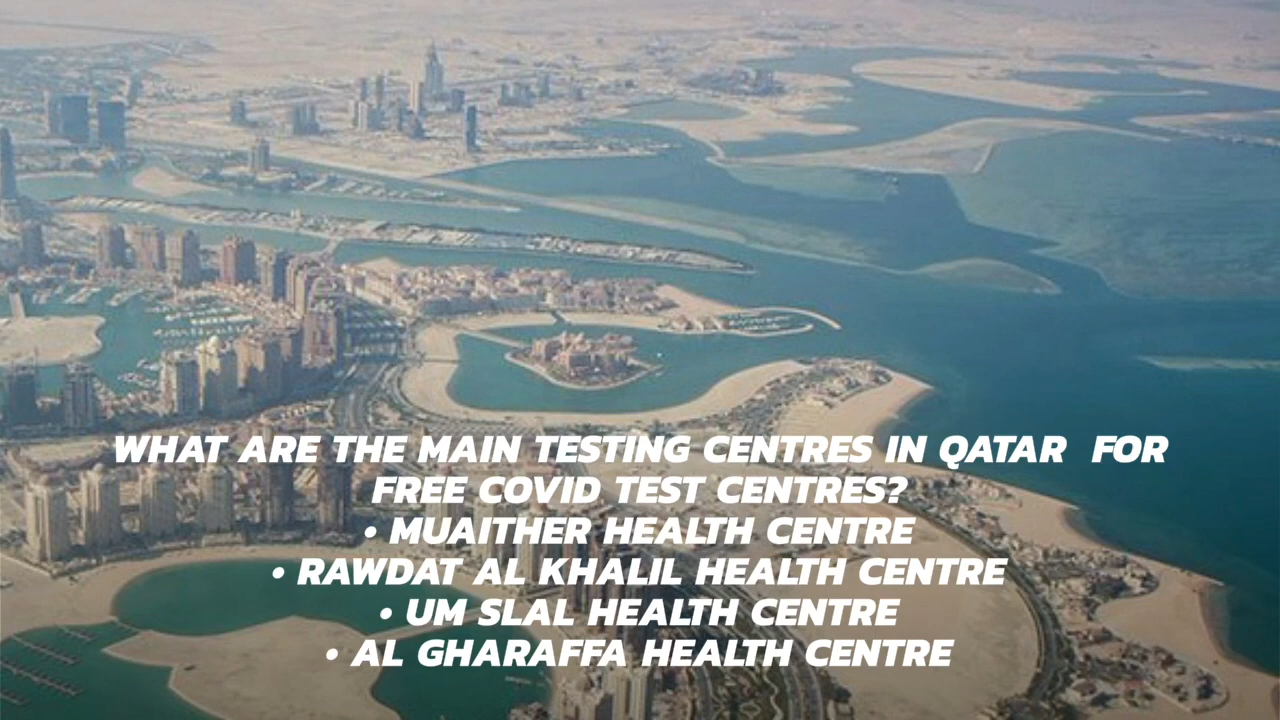 WHAT ARE THE MAIN TESTING CENTRES IN QATAR  FOR
FREE COVID TEST CENTRES?
• MUAITHER HEALTH CENTRE
• RAWDAT AL KHALIL HEALTH CENTRE
• UM SLAL HEALTH CENTRE
• AL GHARAFFA HEALTH CENTRE